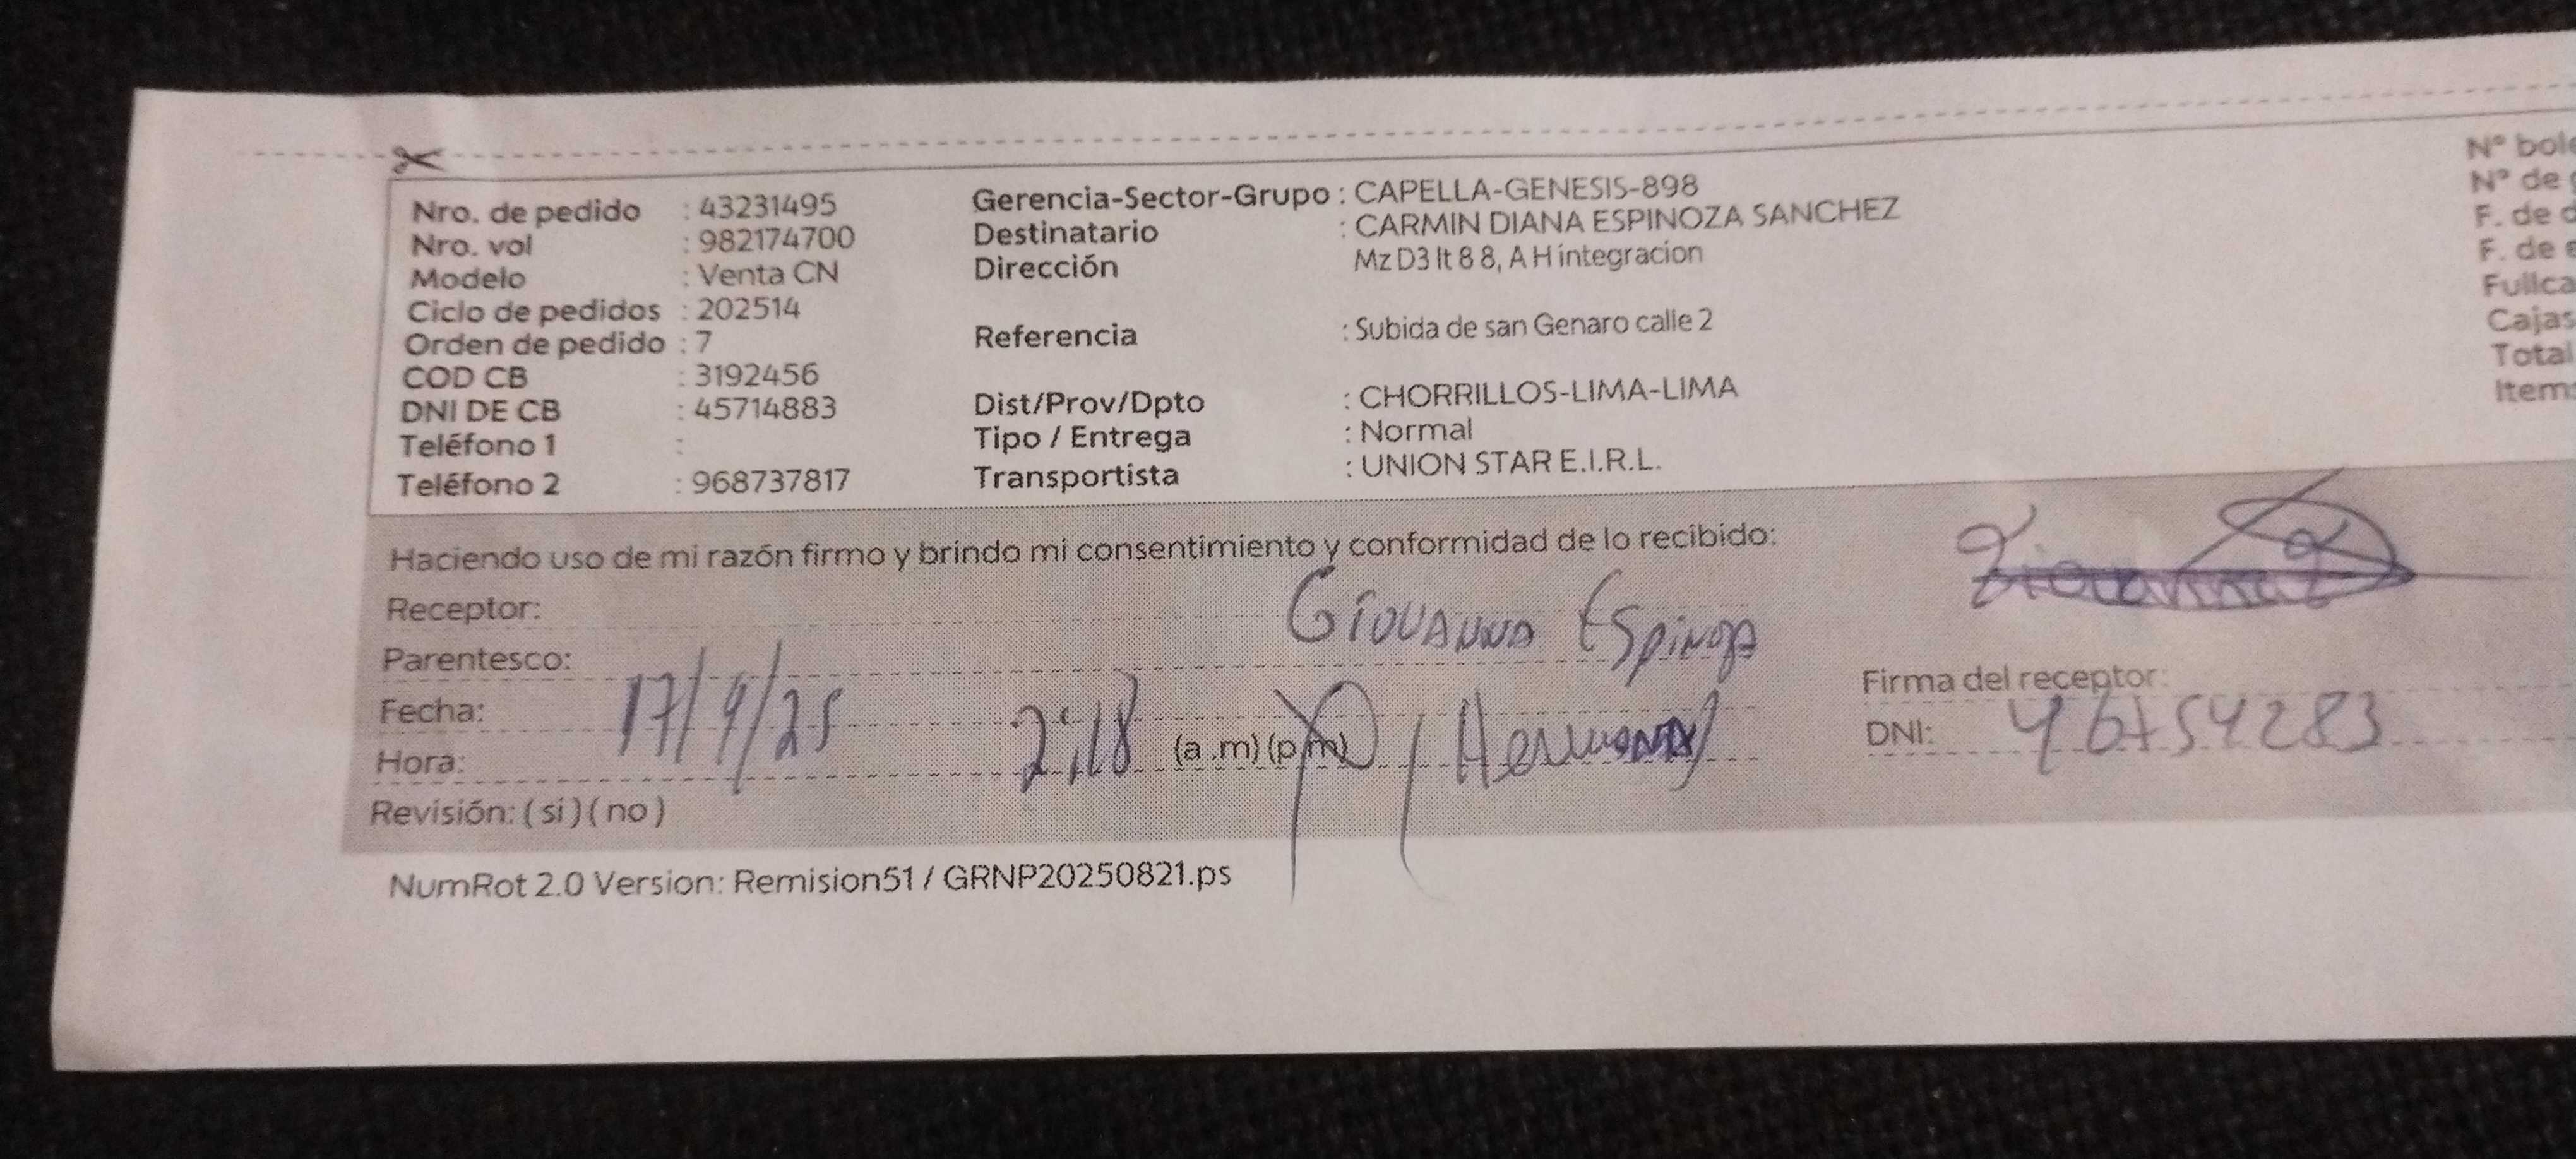 Nro. de pedido : 43231495
Nro. vol : 982174700
Modelo : Venta CN
Ciclo de pedidos : 202514
Orden de pedido : 7
COD CB : 3192456
DNI DE CB : 45714883
Teléfono 1 :
Teléfono 2 : 968737817
Gerencia-Sector-Grupo : CAPELLA-GENESIS-898
Destinatario : CARMIN DIANA ESPINOZA SANCHEZ
Dirección Mz D3 lt 8 8, A H integracion
Referencia : Subida de san Genaro calle 2
Dist/Prov/Dpto : CHORRILLOS-LIMA-LIMA
Tipo / Entrega : Normal
Transportista : UNION STAR E.I.R.L.
N° bol
N° de
F. de
F. de
Fullca
Cajas
Total
Item
Haciendo uso de mi razón firmo y brindo mi consentimiento y conformidad de lo recibido:
Receptor: Giovanna Espinoza
Parentesco:
Fecha: 17/9/25
Hora: 2:18 (a .m) (p.m) Hermana
Revisión: ( si ) ( no )
Firma del receptor:
DNI: 46754283
NumRot 2.0 Version: Remision51 / GRNP20250821.ps